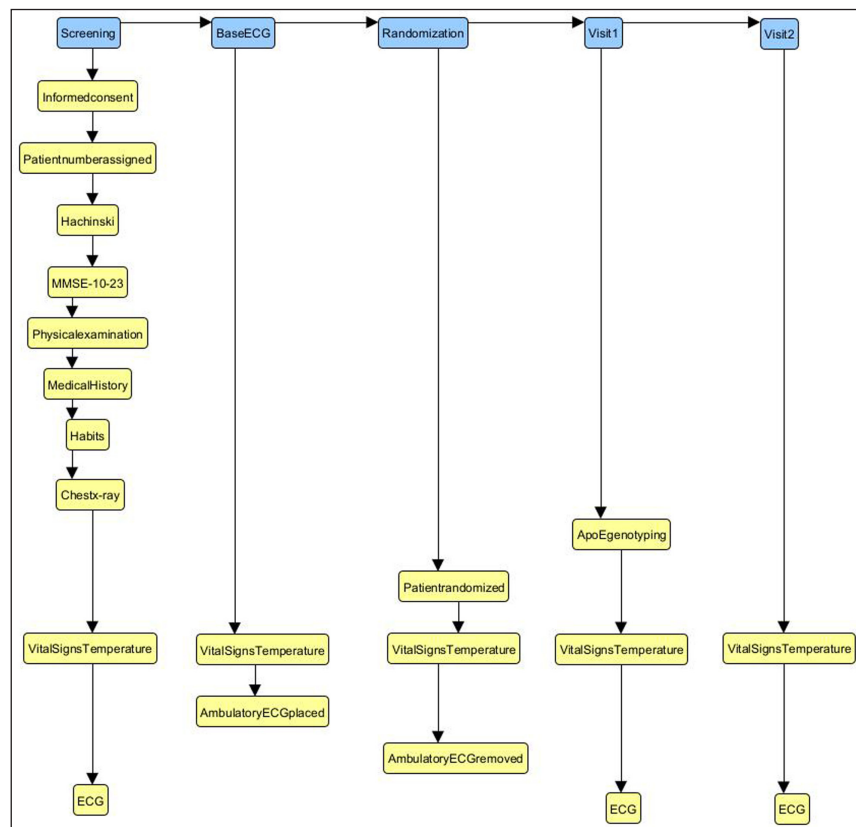 Screening
BaseECG
Randomization
Visit1
Visit2
Informedconsent
Patientnumberassigned
Hachinski
MMSE-10-23
Physicalexamination
MedicalHistory
Habits
Chestx-ray
ApoEgenotyping
Patientrandomized
VitalSignsTemperature
VitalSignsTemperature
VitalSignsTemperature
VitalSignsTemperature
VitalSignsTemperature
AmbulatoryECGplaced
AmbulatoryECGremoved
ECG
ECG
ECG